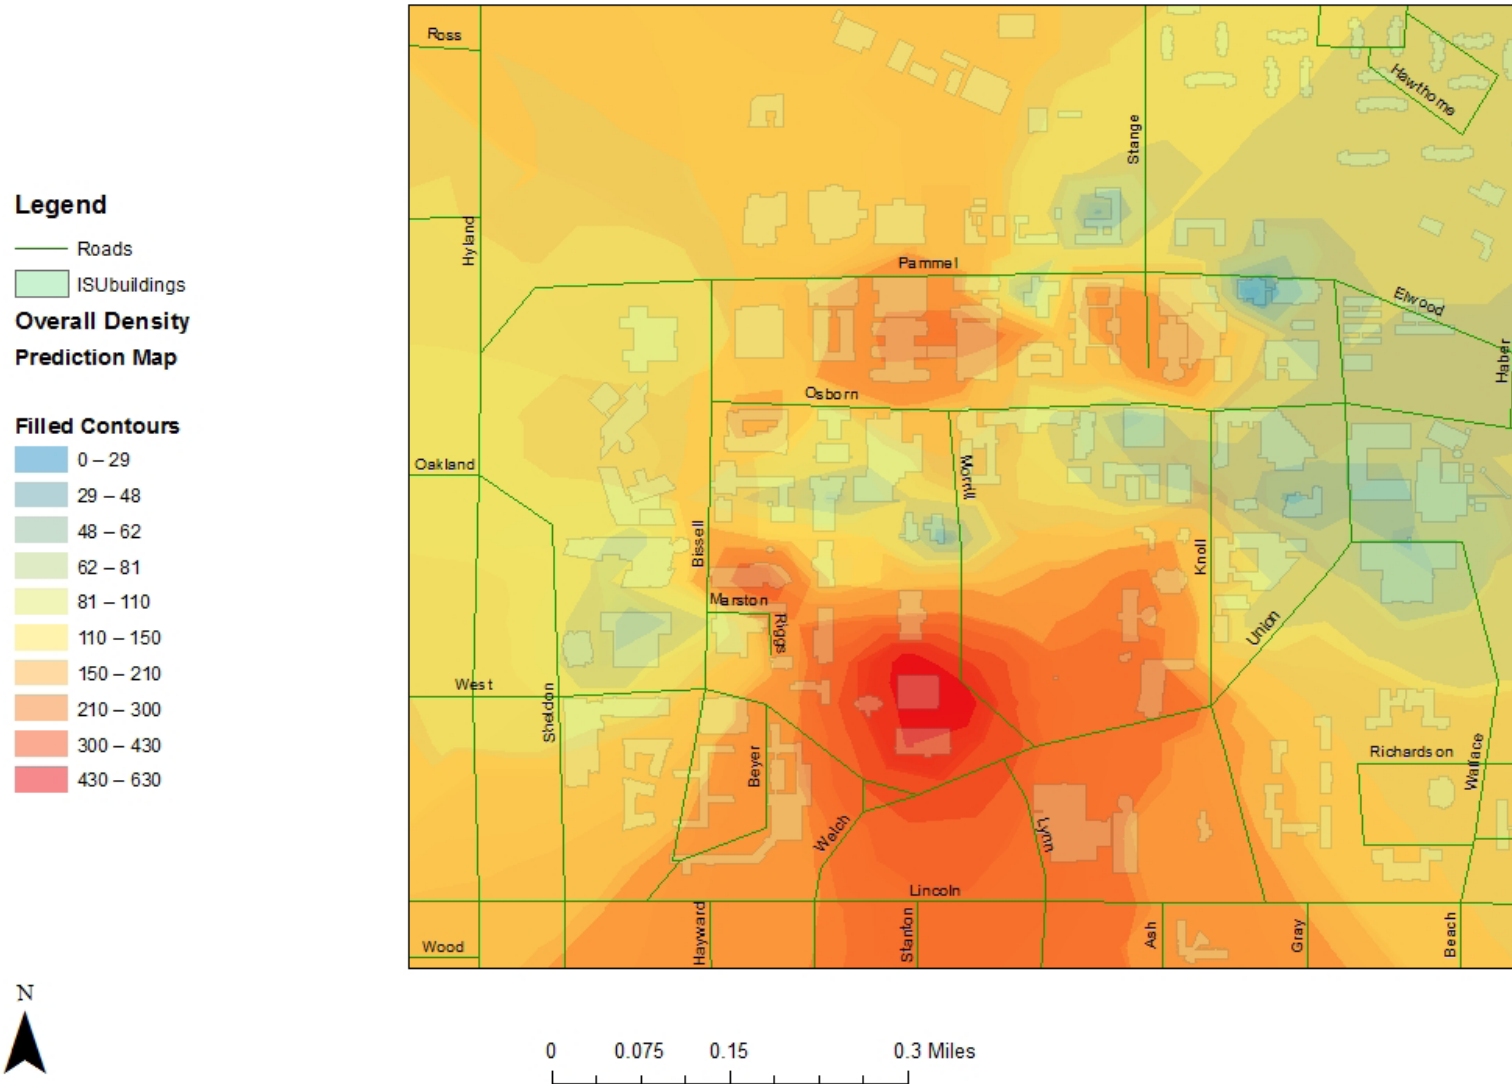 Legend
Roads
ISUbuildings
Overall Density
Prediction Map
Filled Contours
0 – 29
29 – 48
48 – 62
62 – 81
81 – 110
110 – 150
150 – 210
210 – 300
300 – 430
430 – 630
N
Ross
Hawthorne
Stange
Hyland
Pammel
Elwood
Haber
Osborn
Oakland
Morrill
Bissell
Knoll
Marston
Riggs
Union
West
Sheldon
Beyer
Richardson
Wallace
Welch
Lynn
Lincoln
Wood
Hayward
Stanton
Ash
Gray
Beach
0 0.075 0.15 0.3 Miles